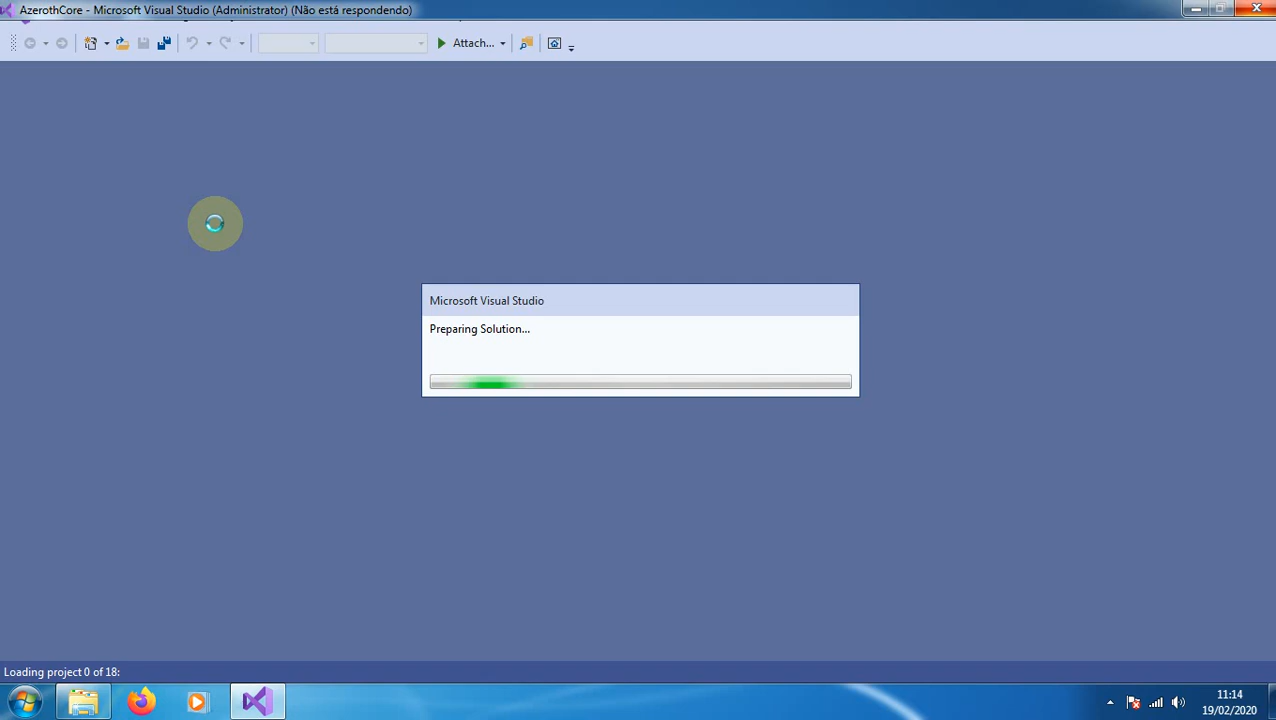 AzerothCore - Microsoft Visual Studio (Administrator) (Não está respondendo)
Attach...
Microsoft Visual Studio
Preparing Solution...
Loading project 0 of 18:
11:14
19/02/2020